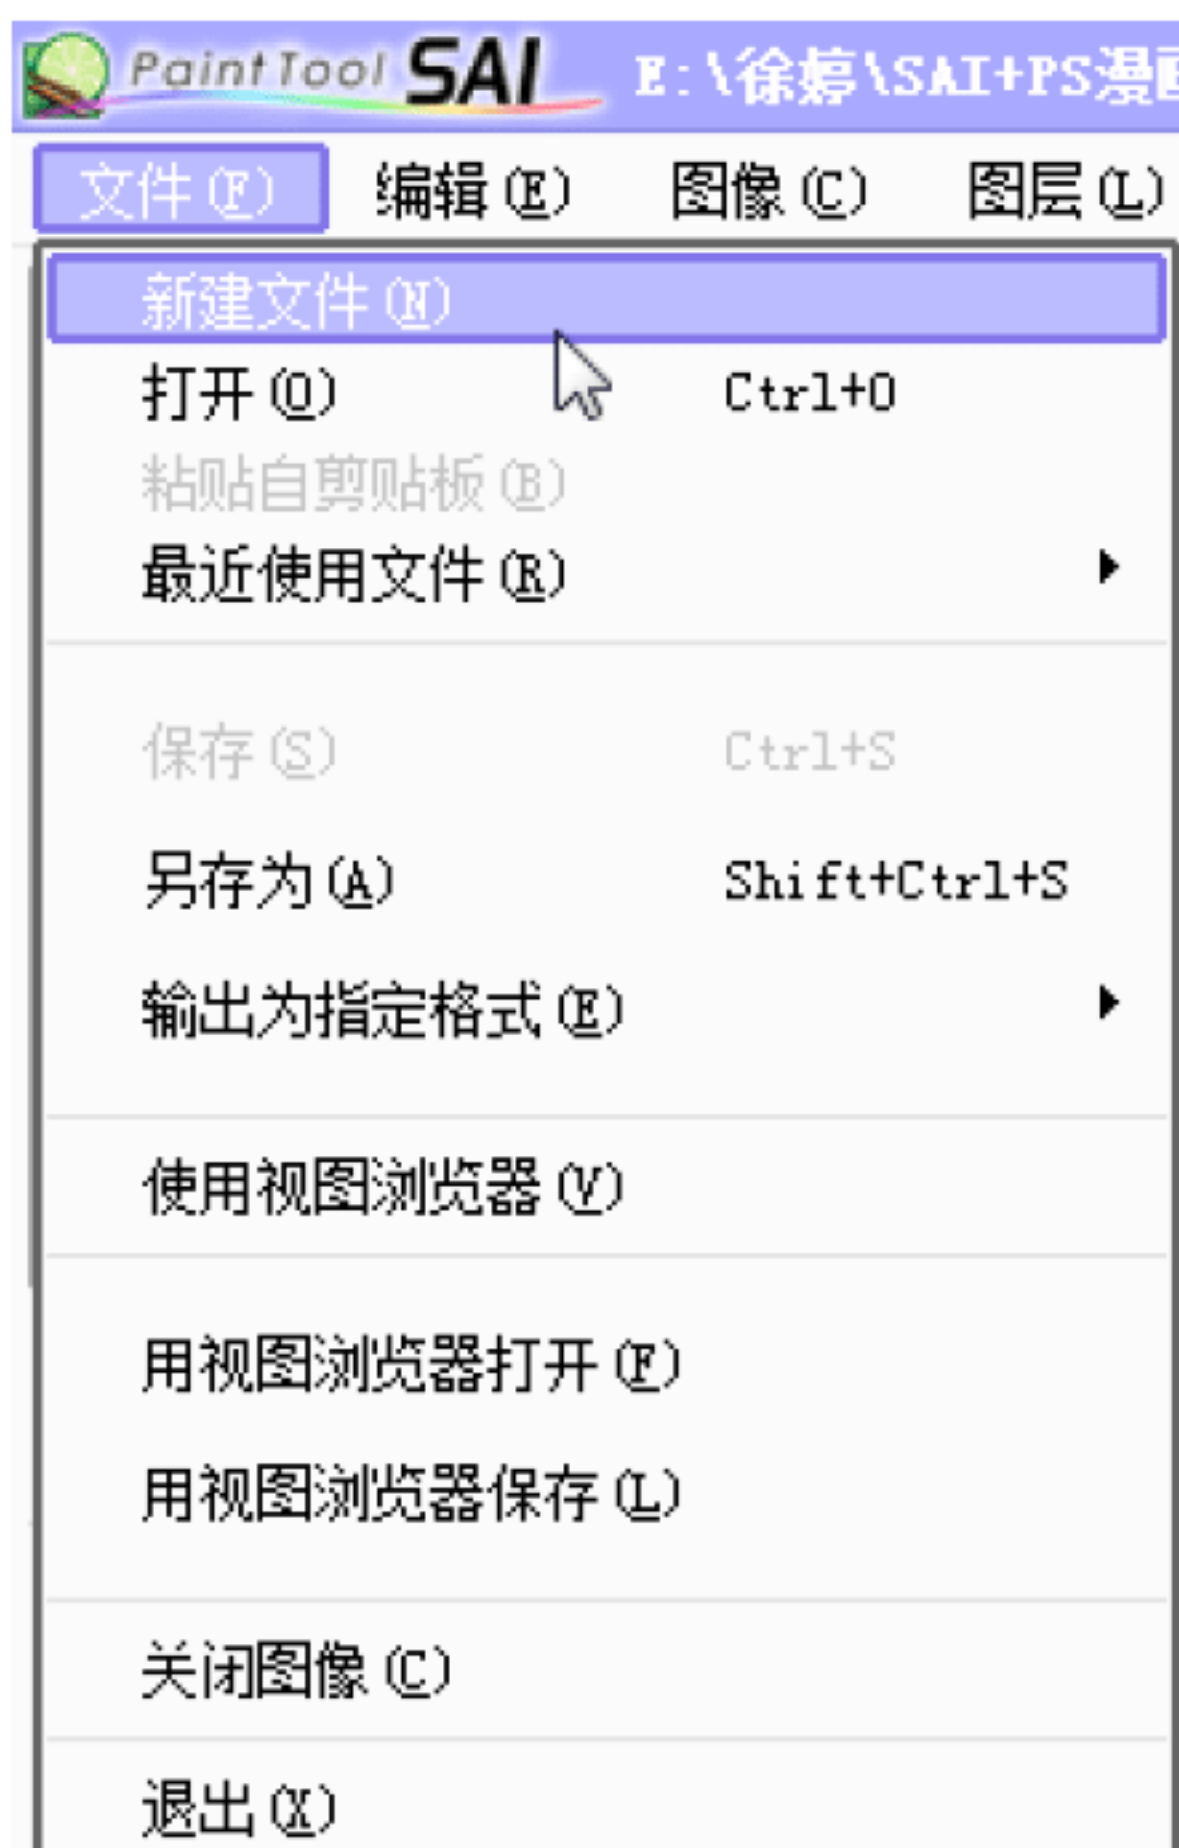 PaintTool SAI E:\徐婷\SAI+PS漫画
文件(F) 编辑(E) 图像(C) 图层(L)
新建文件(N)
打开(O) Ctrl+O
粘贴自剪贴板(B)
最近使用文件(R)
保存(S) Ctrl+S
另存为(A) Shift+Ctrl+S
输出为指定格式(E)
使用视图浏览器(V)
用视图浏览器打开(F)
用视图浏览器保存(L)
关闭图像(C)
退出(X)